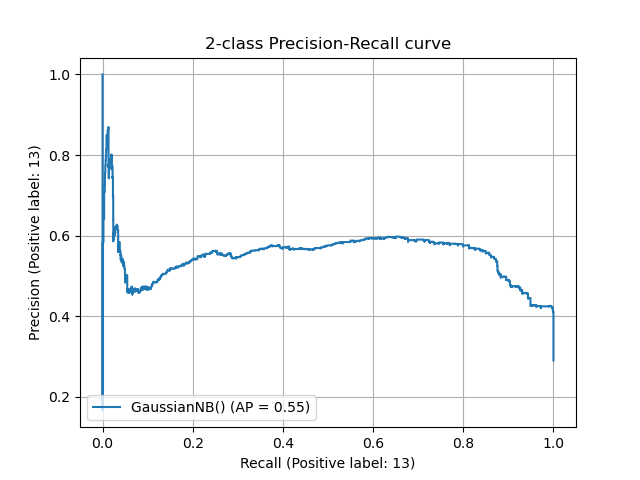 2-class Precision-Recall curve
1.0
0.8
0.6
0.4
0.2
Precision (Positive label: 13)
GaussianNB() (AP = 0.55)
0.0 0.2 0.4 0.6 0.8 1.0
Recall (Positive label: 13)